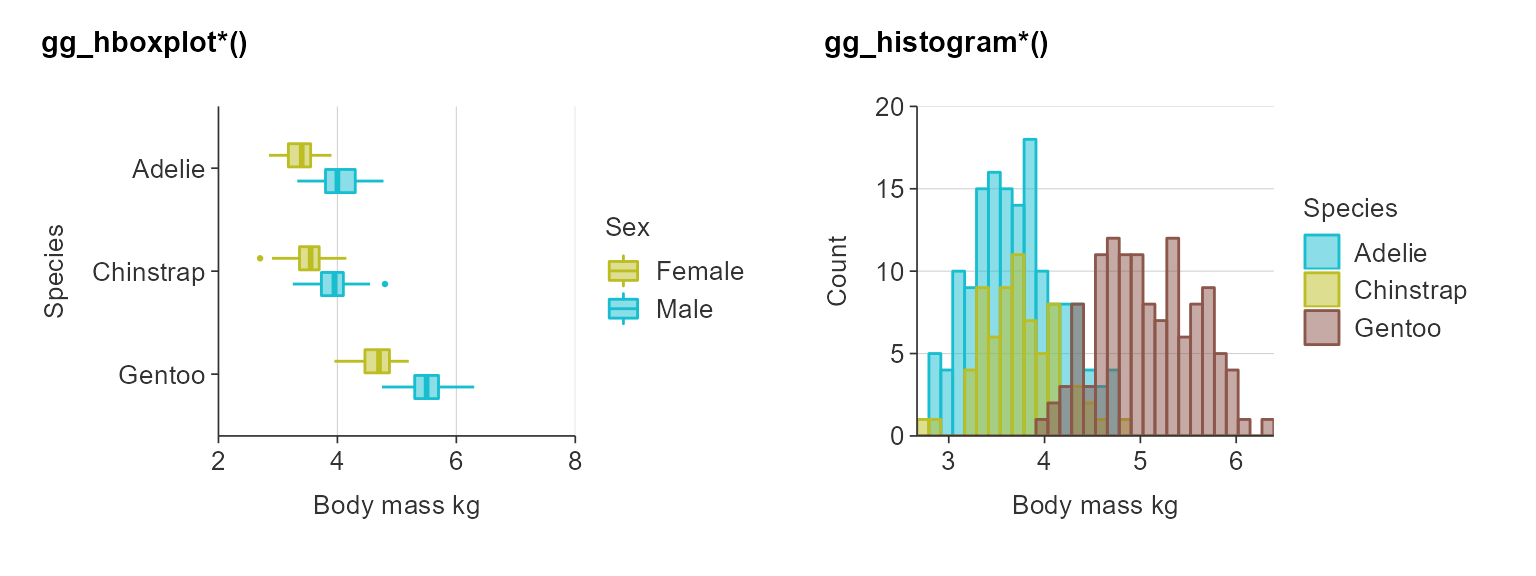 gg_hboxplot*()
Species
Adelie
Chinstrap
Gentoo
2 4 6 8
Body mass kg
Sex
Female
Male
gg_histogram*()
Count
20
15
10
5
0
3 4 5 6
Body mass kg
Species
Adelie
Chinstrap
Gentoo